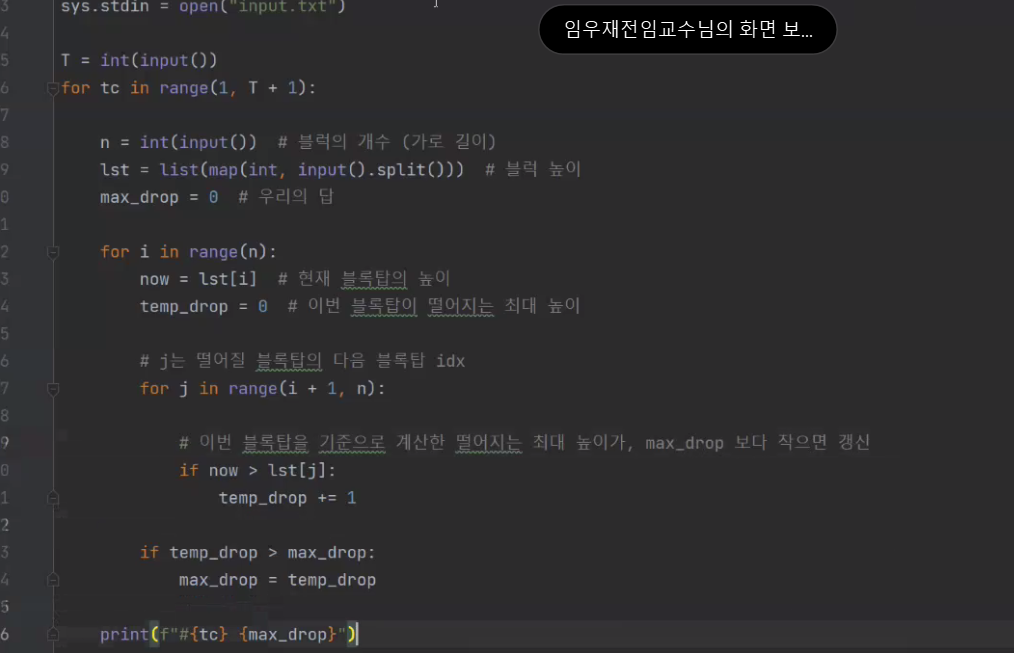 3 sys.stdin = open("input.txt")
임우재전임교수님의 화면 보...
4
5 T = int(input())
6 for tc in range(1, T + 1):
7
8 n = int(input())  # 블럭의 개수 (가로 길이)
9 lst = list(map(int, input().split()))  # 블럭 높이
0 max_drop = 0  # 우리의 답
1
2 for i in range(n):
3 now = lst[i]  # 현재 블록탑의 높이
4 temp_drop = 0  # 이번 블록탑이 떨어지는 최대 높이
5
6 # j는 떨어질 블록탑의 다음 블록탑 idx
7 for j in range(i + 1, n):
8
9 # 이번 블록탑을 기준으로 계산한 떨어지는 최대 높이가, max_drop 보다 작으면 갱신
0 if now > lst[j]:
1 temp_drop += 1
2
3 if temp_drop > max_drop:
4 max_drop = temp_drop
5
6 print(f"#{tc} {max_drop}")